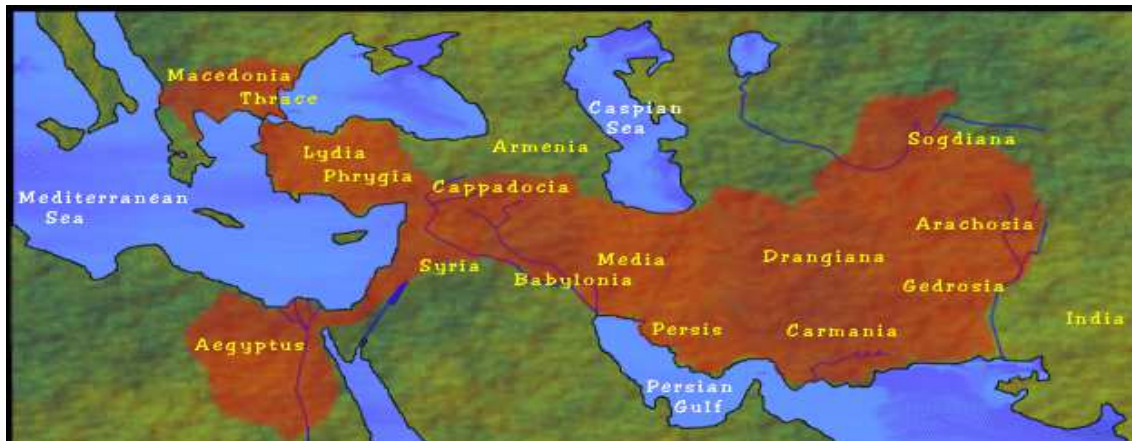 Macedonia
Thrace
Caspian
Sea
Armenia
Sogdiana
Lydia
Phrygia
Cappadocia
Mediterranean
Sea
Arachosia
Syria
Media
Babylonia
Drangiana
Gedrosia
India
Aegyptus
Persis
Carmania
Persian
Gulf